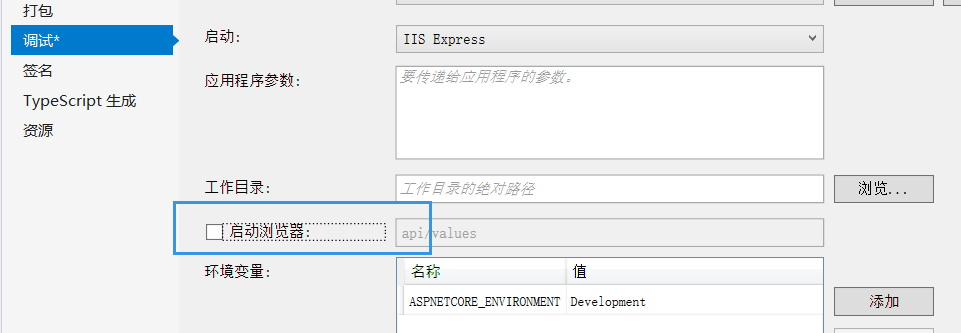 打包
调试*
签名
TypeScript 生成
资源
启动:
IIS Express
应用程序参数:
要传递给应用程序的参数。
工作目录:
工作目录的绝对路径
浏览...
启动浏览器:
api/values
环境变量:
名称
值
ASPNETCORE_ENVIRONMENT
Development
添加